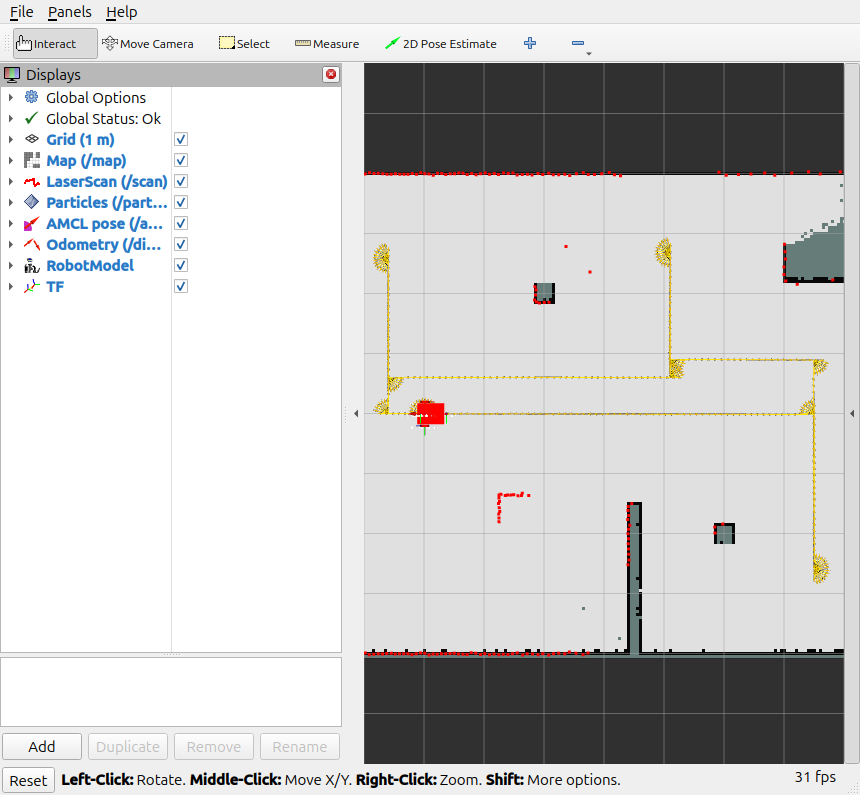 File Panels Help
Interact Move Camera Select Measure 2D Pose Estimate
Displays
Global Options
Global Status: Ok
Grid (1 m)
Map (/map)
LaserScan (/scan)
Particles (/part...
AMCL pose (/a...
Odometry (/di...
RobotModel
TF
Add Duplicate Remove Rename
Reset Left-Click: Rotate. Middle-Click: Move X/Y. Right-Click: Zoom. Shift: More options. 31 fps